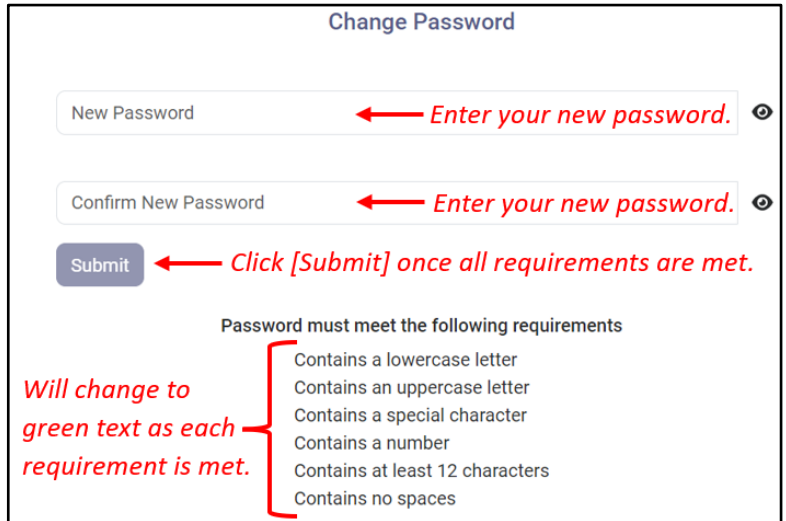 Change Password
New Password
Enter your new password.
Confirm New Password
Enter your new password.
Submit
Click [Submit] once all requirements are met.
Password must meet the following requirements
Contains a lowercase letter
Contains an uppercase letter
Contains a special character
Contains a number
Contains at least 12 characters
Contains no spaces
Will change to
green text as each
requirement is met.